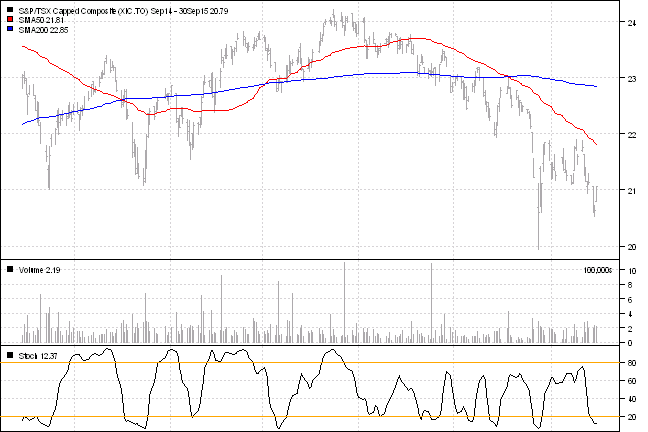 S&P/TSX Capped Composite (XIC.TO) Sep14 - 30Sep15 20.79
SMA50 21.81
SMA200 22.85
24
23
22
21
20
Volume 2.19
100,000s
10
8
6
4
2
0
Stoch 12.37
80
60
40
20